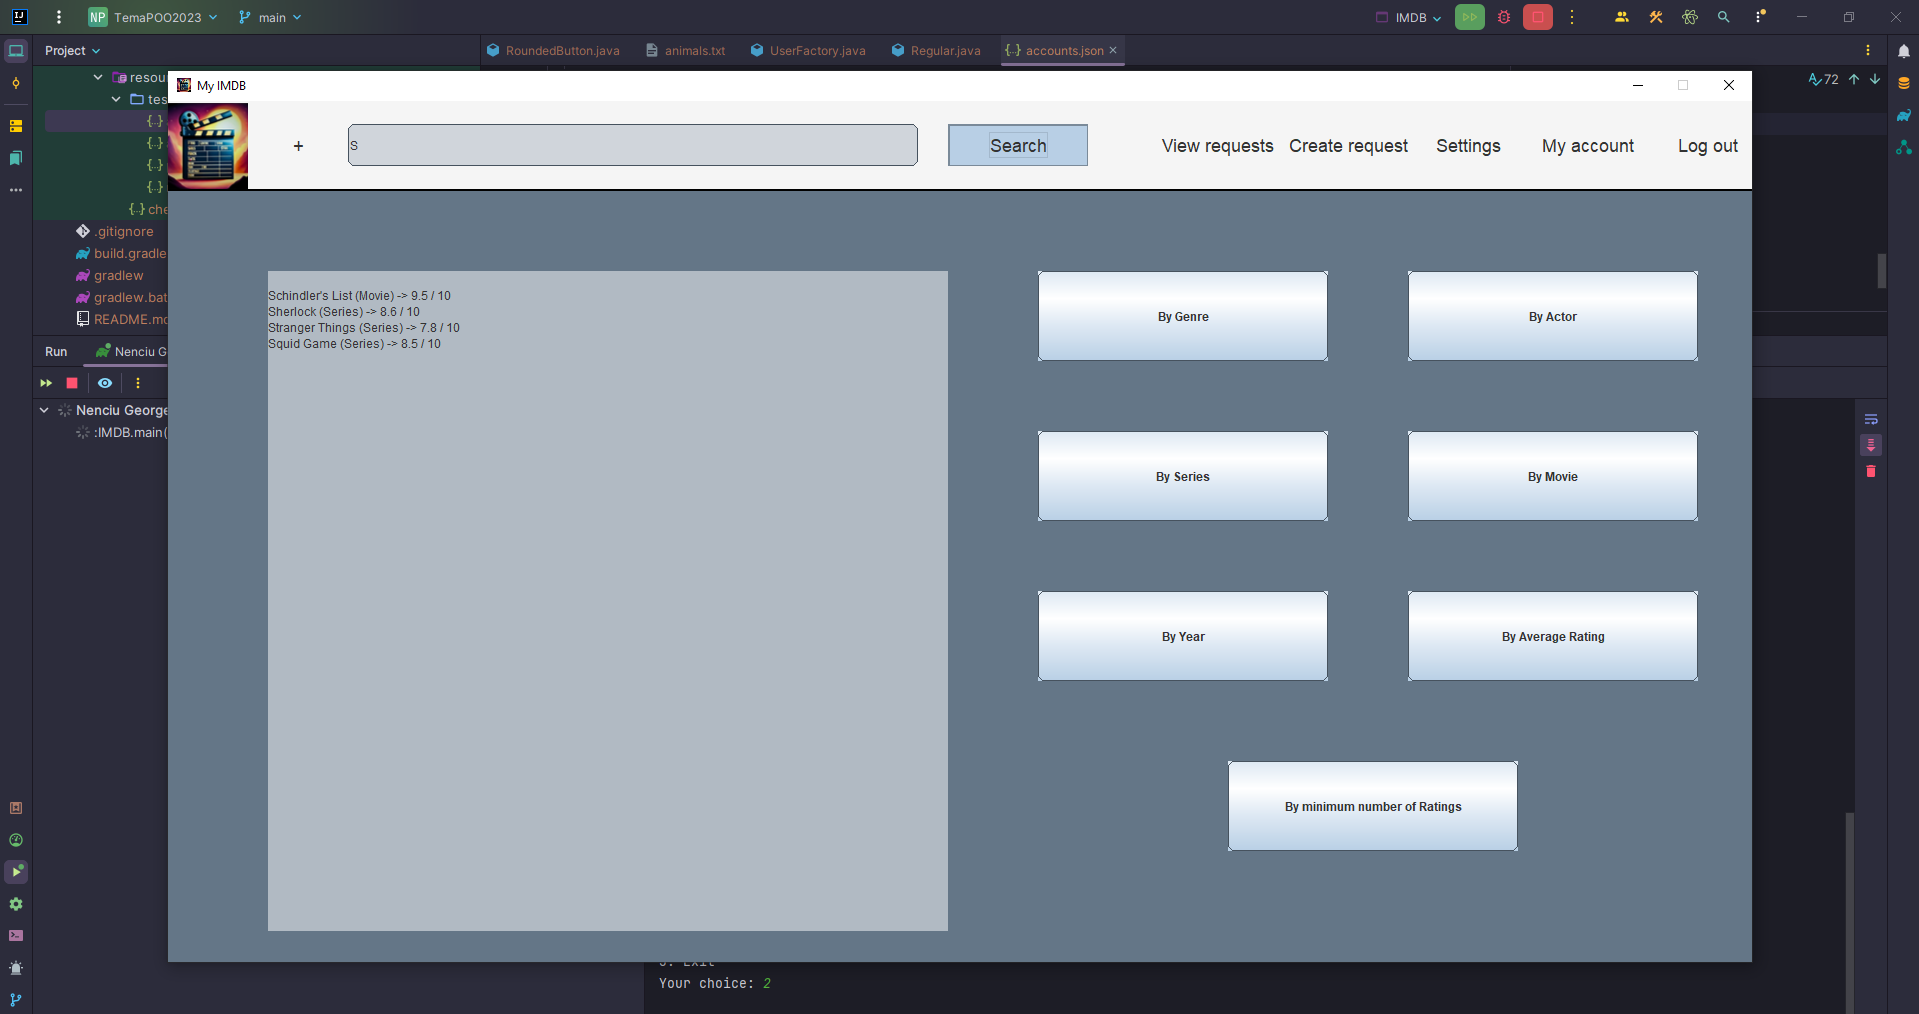 NP TemaPOO2023 main IMDB
Project RoundedButton.java animals.txt UserFactory.java Regular.java {..} accounts.json
resou
tes
{..}
{..}
{..}
{..}
{..} che
.gitignore
build.gradle
gradlew
gradlew.bat
README.mo
72
My IMDB
+ S Search View requests Create request Settings My account Log out
Schindler's List (Movie) -> 9.5 / 10
Sherlock (Series) -> 8.6 / 10
Stranger Things (Series) -> 7.8 / 10
Squid Game (Series) -> 8.5 / 10
By Genre By Actor
By Series By Movie
By Year By Average Rating
By minimum number of Ratings
Run Nenciu G
Nenciu George
:IMDB.main(
Your choice: 2